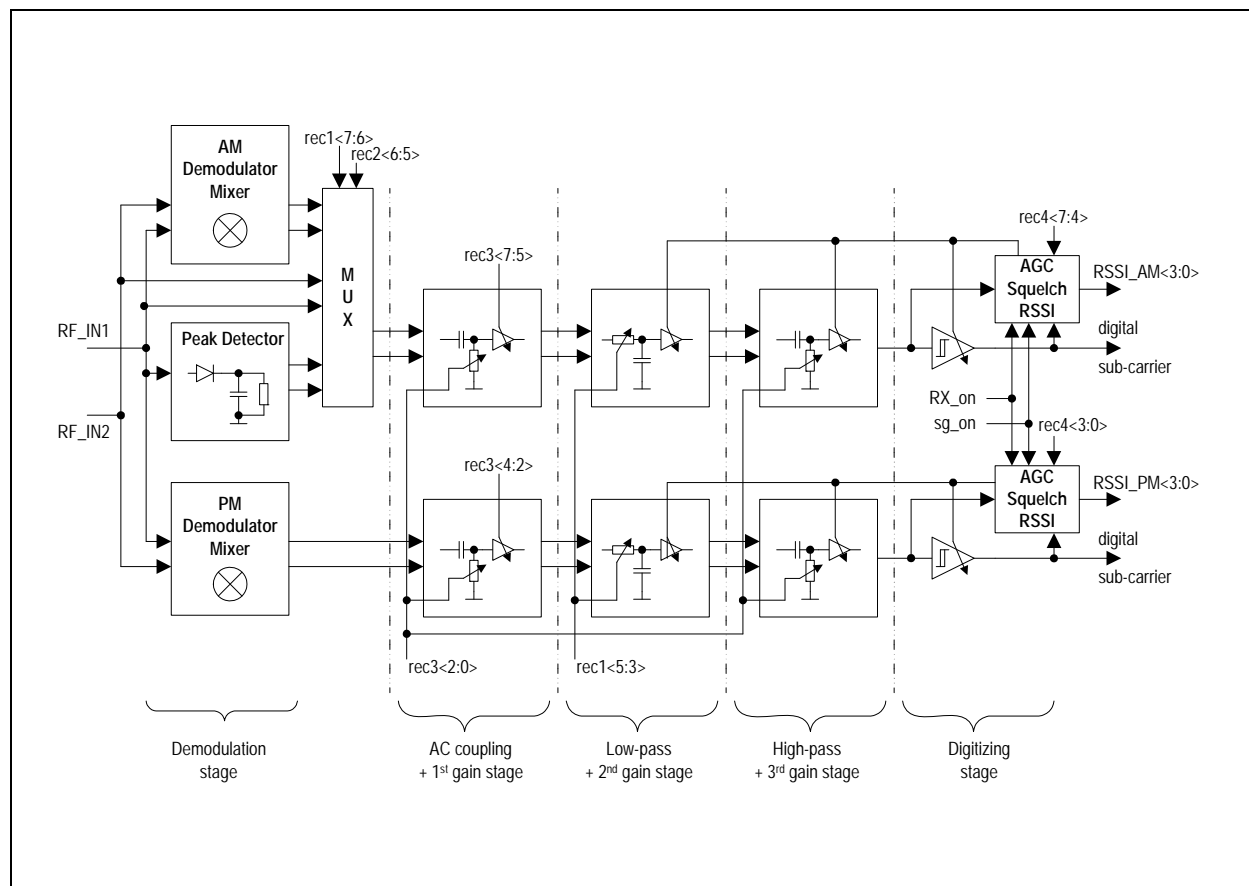 AM
Demodulator
Mixer
rec1<7:6>
rec2<6:5>
M
U
X
RF_IN1
RF_IN2
Peak Detector
PM
Demodulator
Mixer
rec3<7:5>
rec3<4:2>
rec3<2:0>
rec1<5:3>
rec4<7:4>
AGC
Squelch
RSSI
RSSI_AM<3:0>
digital
sub-carrier
RX_on
sg_on
rec4<3:0>
AGC
Squelch
RSSI
RSSI_PM<3:0>
digital
sub-carrier
Demodulation
stage
AC coupling
+ 1st gain stage
Low-pass
+ 2nd gain stage
High-pass
+ 3rd gain stage
Digitizing
stage